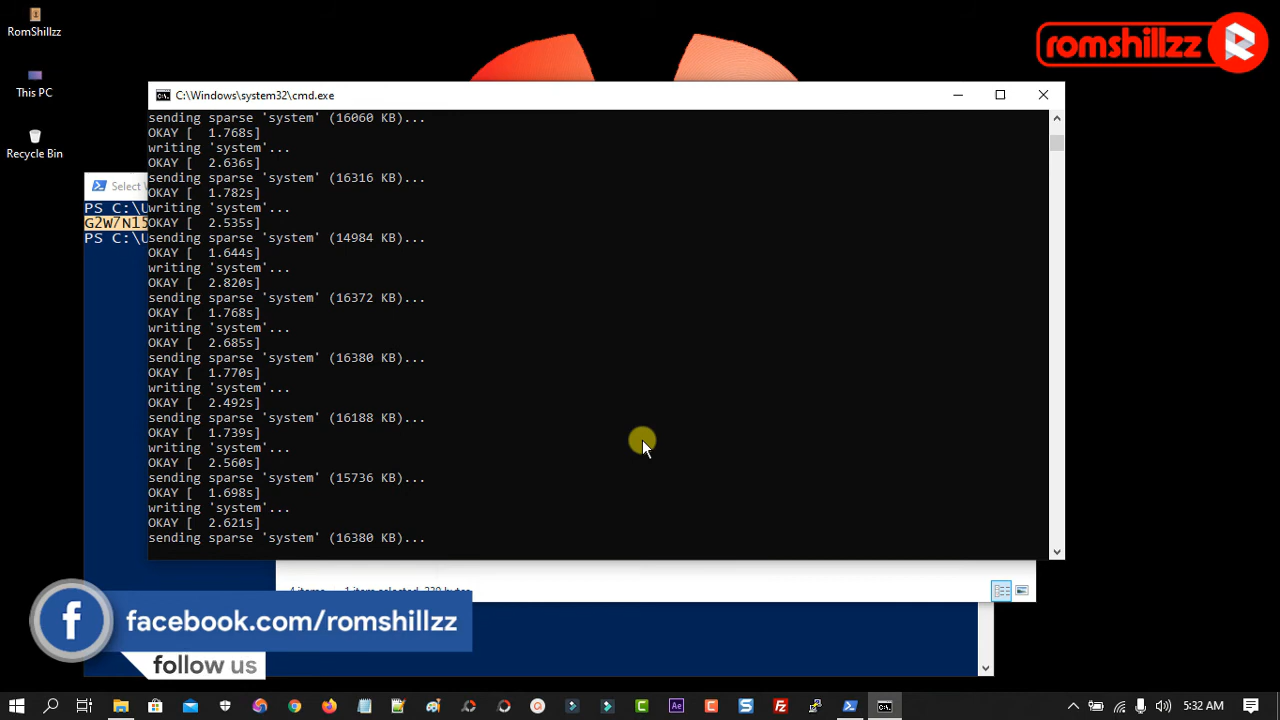 RomShillzz
This PC
Recycle Bin
romshillzz
C:\Windows\system32\cmd.exe
sending sparse 'system' (16060 KB)...
OKAY [  1.768s]
writing 'system'...
OKAY [  2.636s]
sending sparse 'system' (16316 KB)...
OKAY [  1.782s]
writing 'system'...
OKAY [  2.535s]
sending sparse 'system' (14984 KB)...
OKAY [  1.644s]
writing 'system'...
OKAY [  2.820s]
sending sparse 'system' (16372 KB)...
OKAY [  1.768s]
writing 'system'...
OKAY [  2.685s]
sending sparse 'system' (16380 KB)...
OKAY [  1.770s]
writing 'system'...
OKAY [  2.492s]
sending sparse 'system' (16188 KB)...
OKAY [  1.739s]
writing 'system'...
OKAY [  2.560s]
sending sparse 'system' (15736 KB)...
OKAY [  1.698s]
writing 'system'...
OKAY [  2.621s]
sending sparse 'system' (16380 KB)...
Select
PS C:\U
G2W7N15
PS C:\U
4 items 1 item selected
facebook.com/romshillzz
follow us
5:32 AM